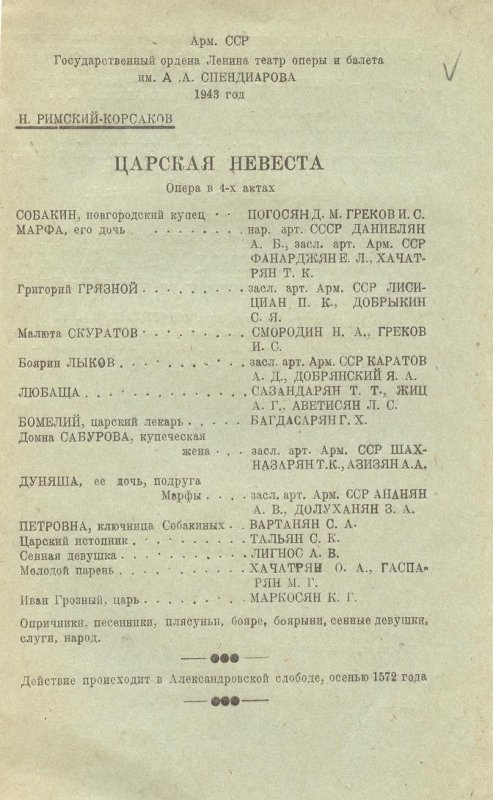 Арм. ССР
Государственный ордена Ленина театр оперы и балета
им. А .А. СПЕНДИАРОВА
1943 год
Н. РИМСКИЙ-КОРСАКОВ
ЦАРСКАЯ НЕВЕСТА
Опера в 4-х актах
СОБАКИН, новгородский купец · · ПОГОСЯН Д. М. ГРЕКОВ И. С.
МАРФА, его дочь . . . . . . . . . нар. арт. СССР ДАНИЕЛЯН
А. Б., засл. арт. Арм. ССР
ФАНАРДЖЯН Е. Л., ХАЧАТ-
РЯН Т. К.
Григорий ГРЯЗНОЙ . . . . . . . . . засл. арт. Арм. ССР ЛИСИ-
ЦИАН П. К., ДОБРЫКИН
С. Я.
Малюта СКУРАТОВ · · · · · · · · · СМОРОДИН Н. А., ГРЕКОВ
И. С.
Боярин ЛЫКОВ . . . . . . . . . . . засл. арт. Арм. ССР КАРАТОВ
А. Д., ДОБРЯНСКИЙ Я. А.
ЛЮБАША . . . . . . . . . . . . . САЗАНДАРЯН Т. Т., ЖИЦ
А. Г., АВЕТИСЯН Л. С.
БОМЕЛИЙ, царский лекарь . . . . . БАГДАСАРЯН Г. Х.
Домна САБУРОВА, купеческая
жена · · · засл. арт. Арм. ССР ШАХ-
НАЗАРЯН Т.К., АЗИЗЯН А.А.
ДУНЯША, ее дочь, подруга
Марфы . . . . засл. арт. Арм. ССР АНАНЯН
А. В., ДОЛУХАНЯН З. А.
ПЕТРОВНА, ключница Собакиных . . ВАРТАНЯН С. А.
Царский истопник . . . . . . . . . ТАЛЬЯН С. К.
Сенная девушка . . . . . . . . . . ЛИГНОС А. В.
Молодой парень . . . . . . . . . . ХАЧАТРЯН О. А., ГАСПА-
РЯН М. Г.
Иван Грозный, царь . . . . . . . . МАРКОСЯН К. Г.
Опричники, песенники, плясуньи, бояре, боярыни, сенные девушки,
слуги, народ.
Действие происходит в Александровской слободе, осенью 1572 года